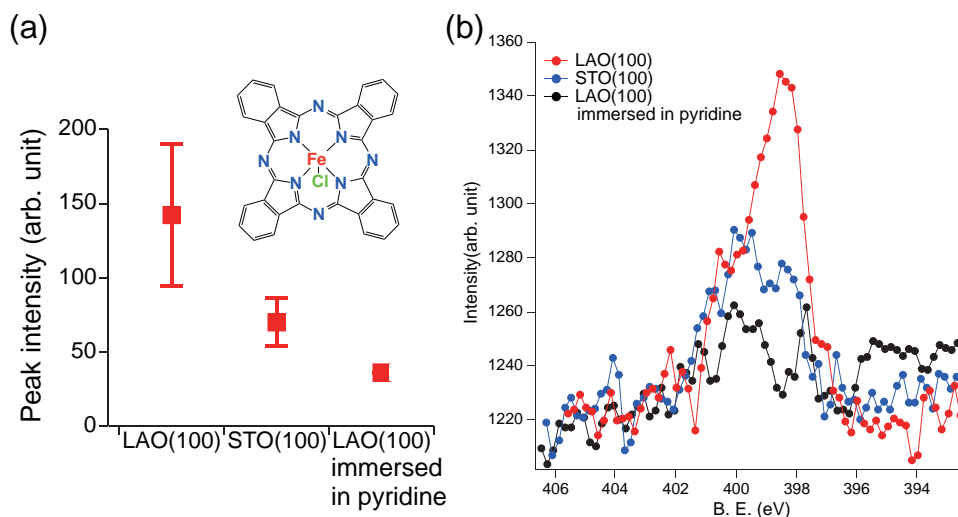 (a)
Peak intensity (arb. unit)
200
150
100
50
0
LAO(100)
STO(100)
LAO(100)
immersed
in pyridine
N
N
N
N
Fe
N
Cl
N
N
N
(b)
Intensity(arb. unit)
1360
1340
1320
1300
1280
1260
1240
1220
LAO(100)
STO(100)
LAO(100)
immersed in pyridine
406
404
402
400
398
396
394
B. E. (eV)